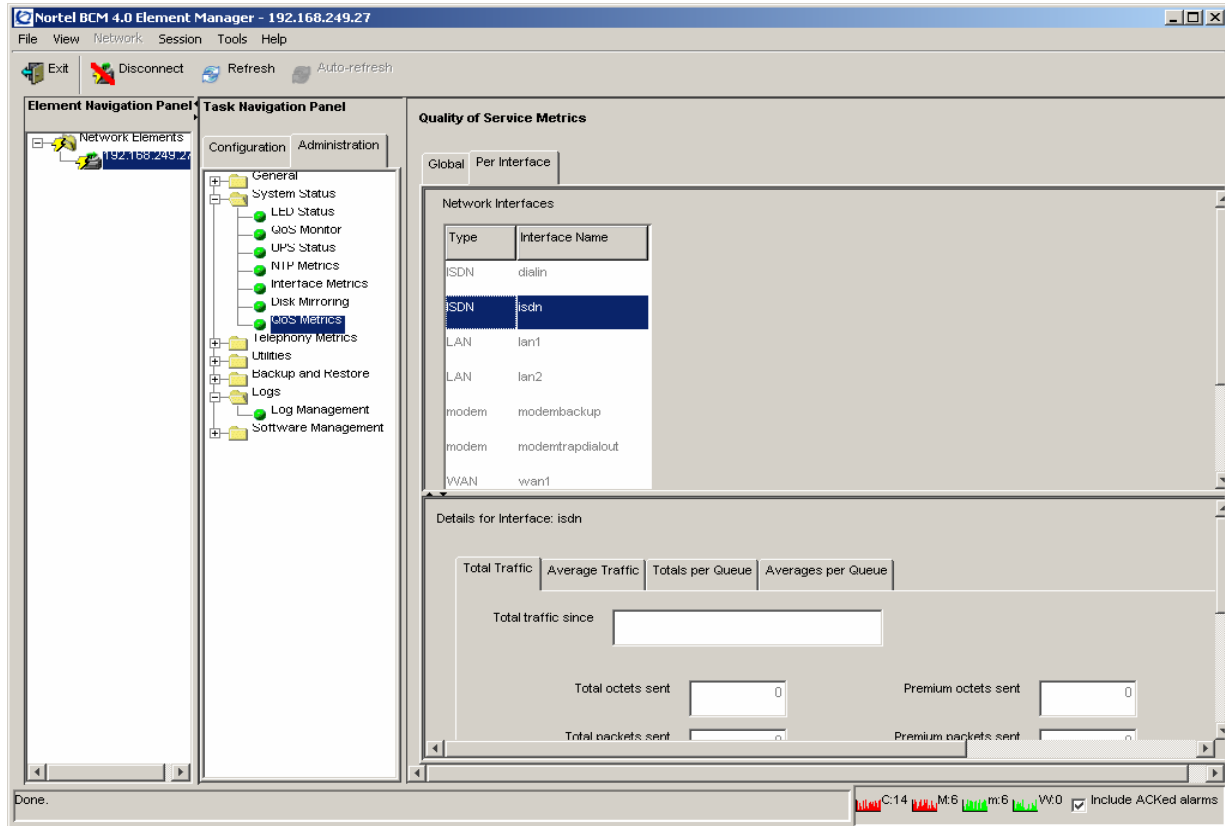 Nortel BCM 4.0 Element Manager - 192.168.249.27
File View Network Session Tools Help
Exit Disconnect Refresh Auto-refresh
Element Navigation Panel
Network Elements
192.168.249.27
Task Navigation Panel
Configuration Administration
General
System Status
LED Status
QoS Monitor
UPS Status
NTP Metrics
Interface Metrics
Disk Mirroring
QoS Metrics
Telephony Metrics
Utilities
Backup and Restore
Logs
Log Management
Software Management
Quality of Service Metrics
Global Per Interface
Network Interfaces
Type Interface Name
ISDN dialin
ISDN isdn
LAN lan1
LAN lan2
modem modembackup
modem modemtrapdialout
WAN wan1
Details for Interface: isdn
Total Traffic Average Traffic Totals per Queue Averages per Queue
Total traffic since
Total octets sent 0 Premium octets sent 0
Total packets sent 0 Premium packets sent 0
Done.
C:14 M:6 m:6 W:0 Include ACKed alarms